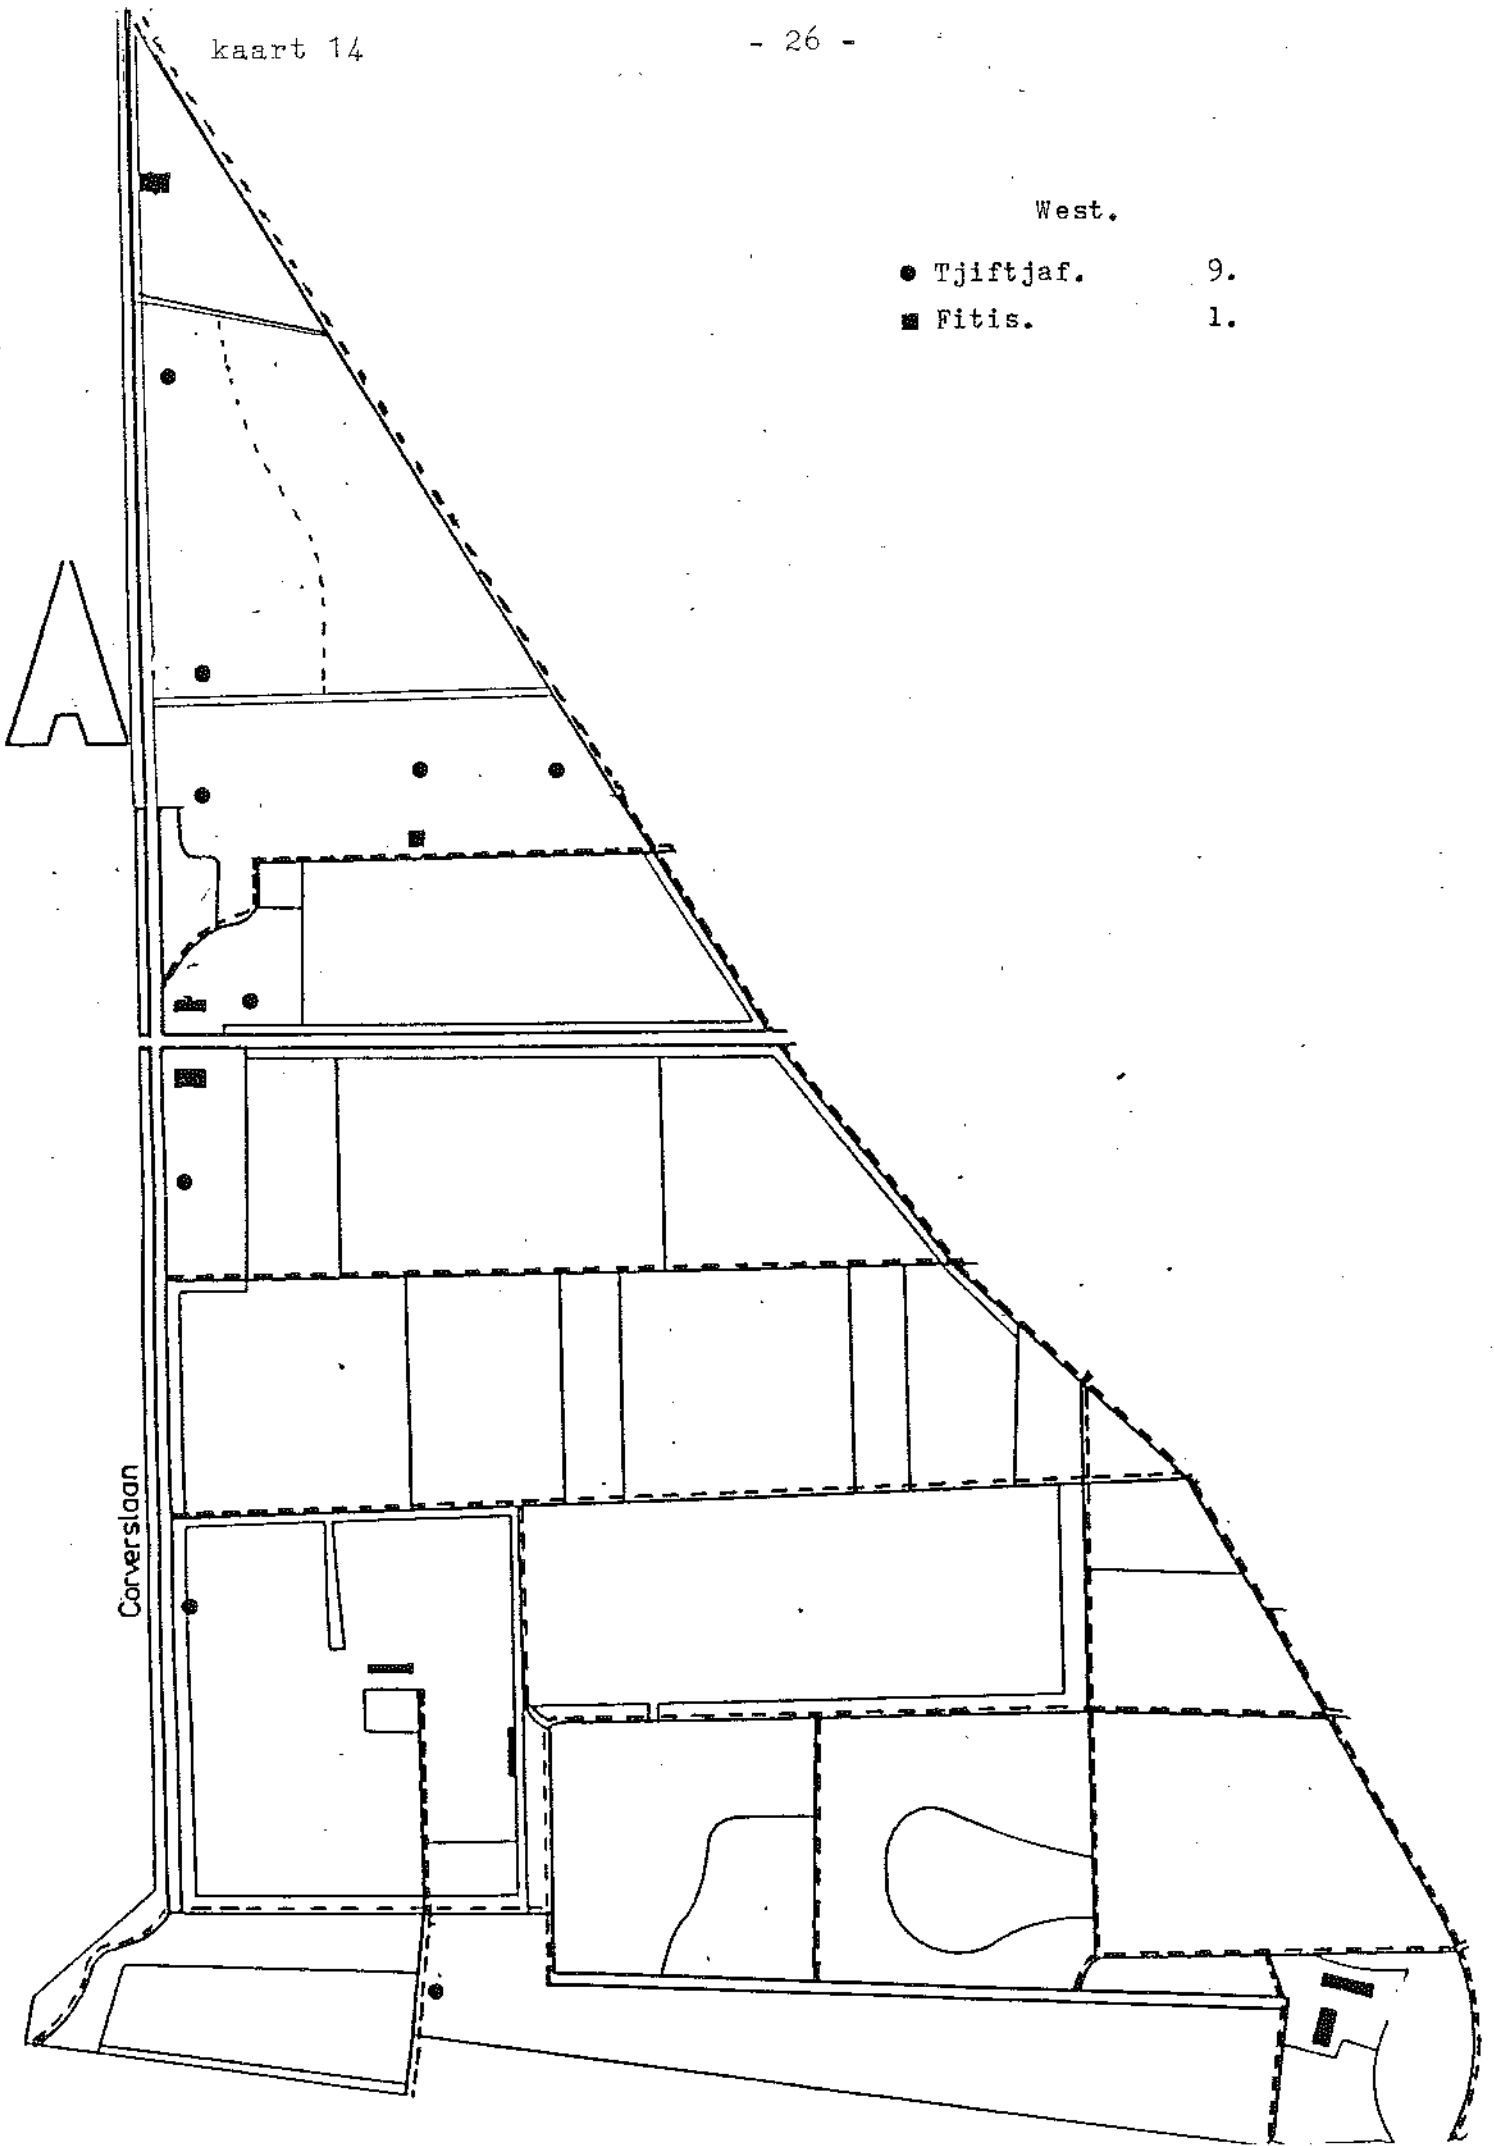 kaart 14
- 26 -
West.
● Tjiftjaf. 9.
■ Fitis. 1.
Corverslaan